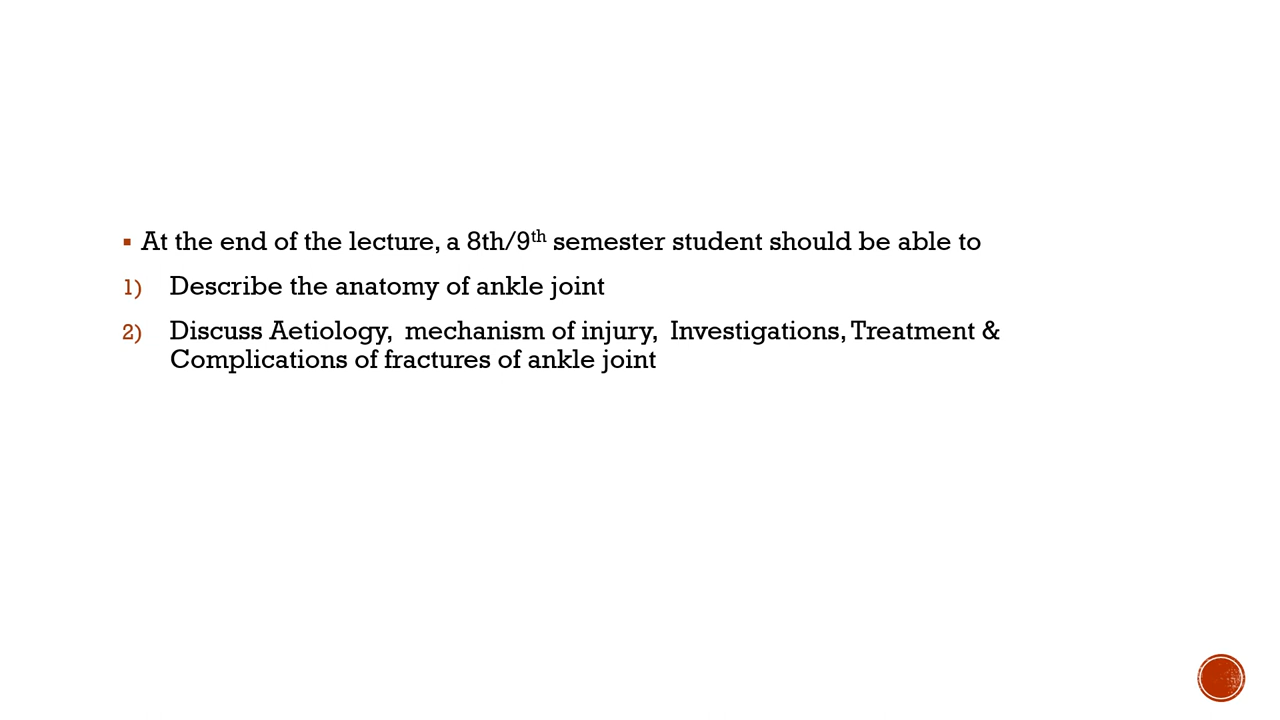 ▪ At the end of the lecture, a 8th/9th semester student should be able to
1) Describe the anatomy of ankle joint
2) Discuss Aetiology, mechanism of injury, Investigations, Treatment &
Complications of fractures of ankle joint